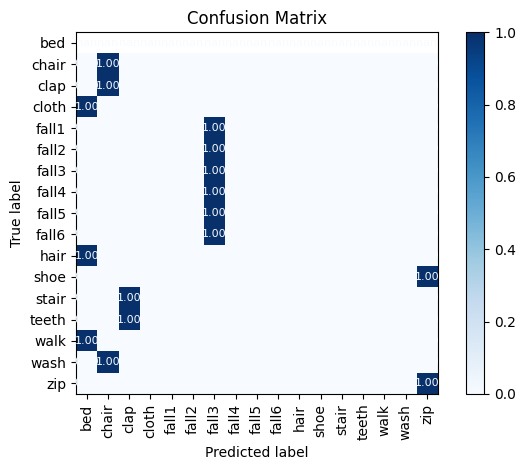 Confusion Matrix
True label
bed
chair 1.00
clap 1.00
cloth 1.00
fall1 1.00
fall2 1.00
fall3 1.00
fall4 1.00
fall5 1.00
fall6 1.00
hair 1.00
shoe 1.00
stair 1.00
teeth 1.00
walk 1.00
wash 1.00
zip 1.00
bed chair clap cloth fall1 fall2 fall3 fall4 fall5 fall6 hair shoe stair teeth walk wash zip
Predicted label
1.0
0.8
0.6
0.4
0.2
0.0